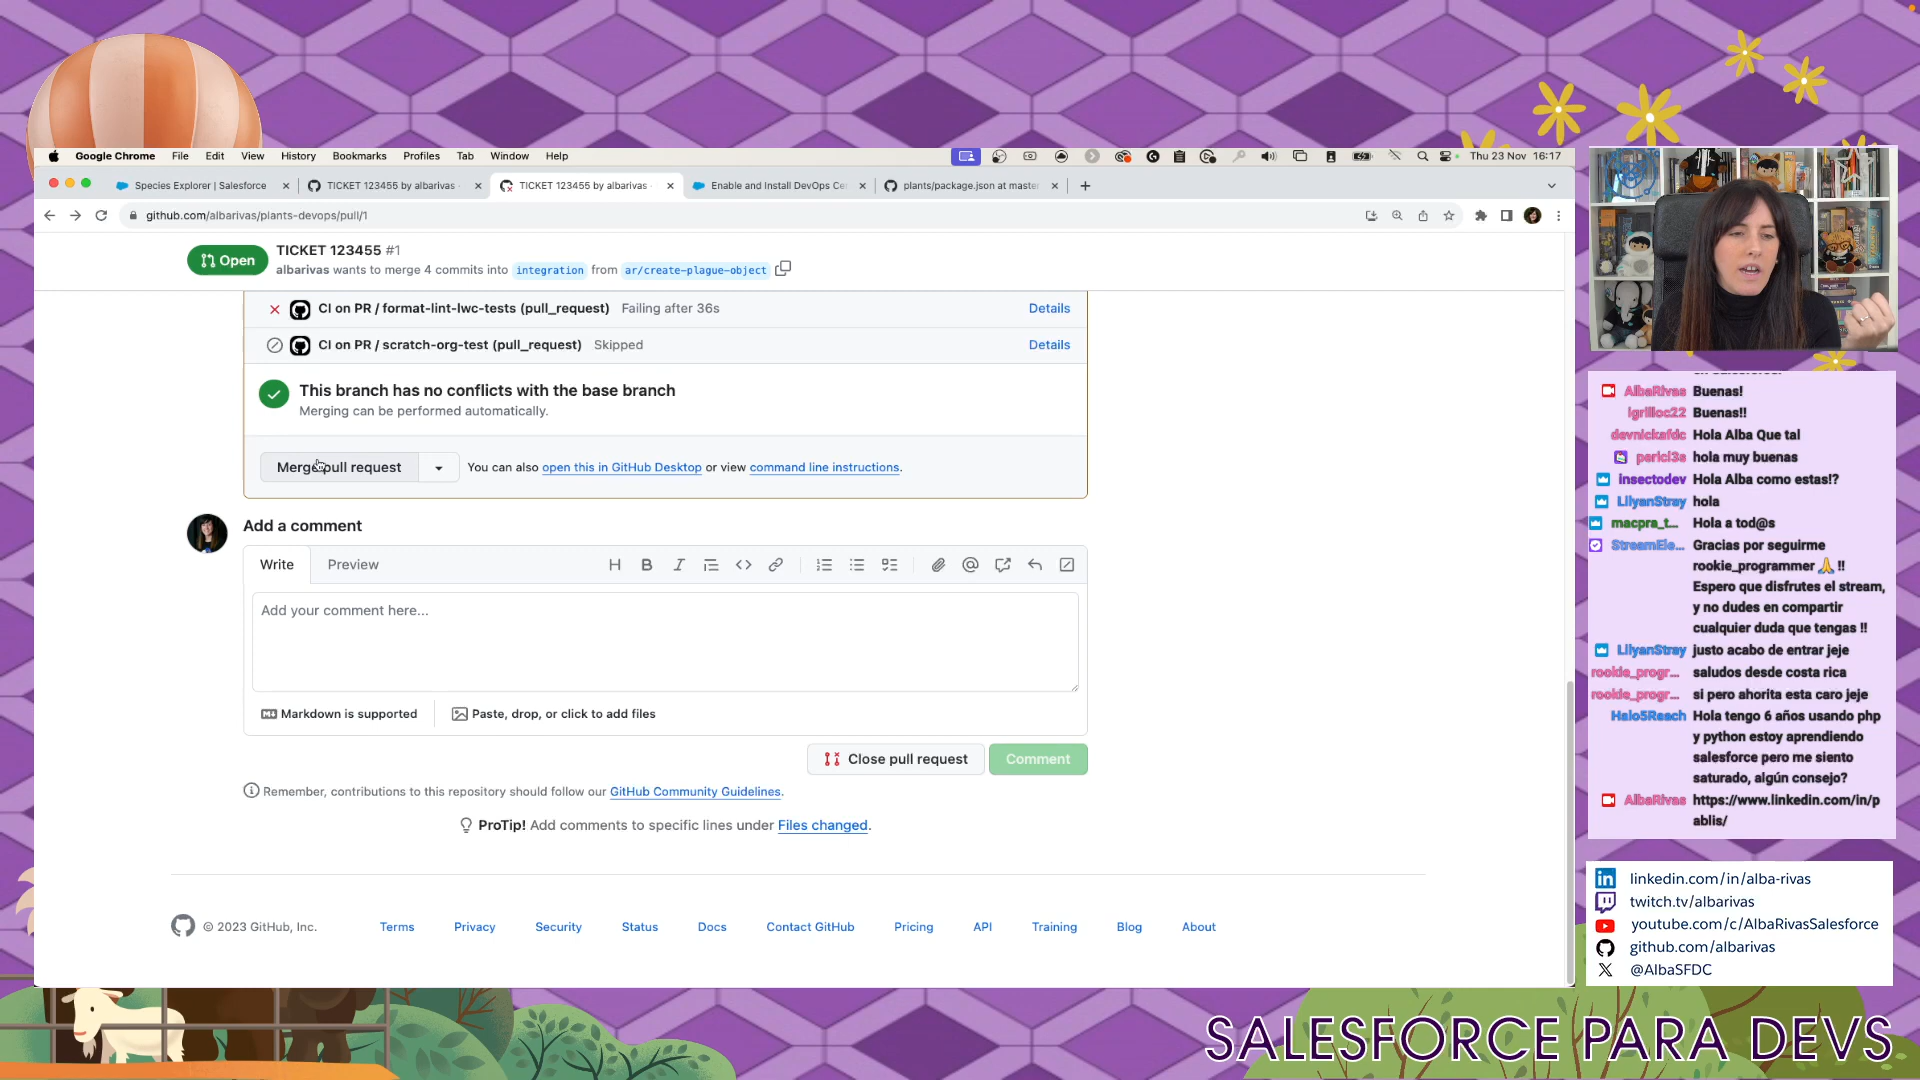 Google Chrome File Edit View History Bookmarks Profiles Tab Window Help
Thu 23 Nov 16:17
Species Explorer | Salesforce
TICKET 123455 by albarivas
TICKET 123455 by albarivas
Enable and Install DevOps Ce
plants/package.json at master
github.com/albarivas/plants-devops/pull/1
Open
TICKET 123455 #1
albarivas wants to merge 4 commits into integration from ar/create-plague-object
CI on PR / format-lint-lwc-tests (pull_request) Failing after 36s Details
CI on PR / scratch-org-test (pull_request) Skipped Details
This branch has no conflicts with the base branch
Merging can be performed automatically.
Merge pull request
You can also open this in GitHub Desktop or view command line instructions.
Add a comment
Write Preview
Add your comment here...
Markdown is supported
Paste, drop, or click to add files
Close pull request
Comment
Remember, contributions to this repository should follow our GitHub Community Guidelines.
ProTip! Add comments to specific lines under Files changed.
© 2023 GitHub, Inc. Terms Privacy Security Status Docs Contact GitHub Pricing API Training Blog About
AlbaRivas Buenas!
igrilloc22 Buenas!!
devnickafdc Hola Alba Que tal
parici3s hola muy buenas
insectodev Hola Alba como estas!?
LilyanStray hola
macpra_t... Hola a tod@s
StreamEle... Gracias por seguirme
rookie_programmer 🙏 !!
Espero que disfrutes el stream,
y no dudes en compartir
cualquier duda que tengas !!
LilyanStray justo acabo de entrar jeje
rookie_progr... saludos desde costa rica
rookie_progr... si pero ahorita esta caro jeje
Halo5Reach Hola tengo 6 años usando php
y python estoy aprendiendo
salesforce pero me siento
saturado, algún consejo?
AlbaRivas https://www.linkedin.com/in/p
ablis/
linkedin.com/in/alba-rivas
twitch.tv/albarivas
youtube.com/c/AlbaRivasSalesforce
github.com/albarivas
@AlbaSFDC
SALESFORCE PARA DEVS